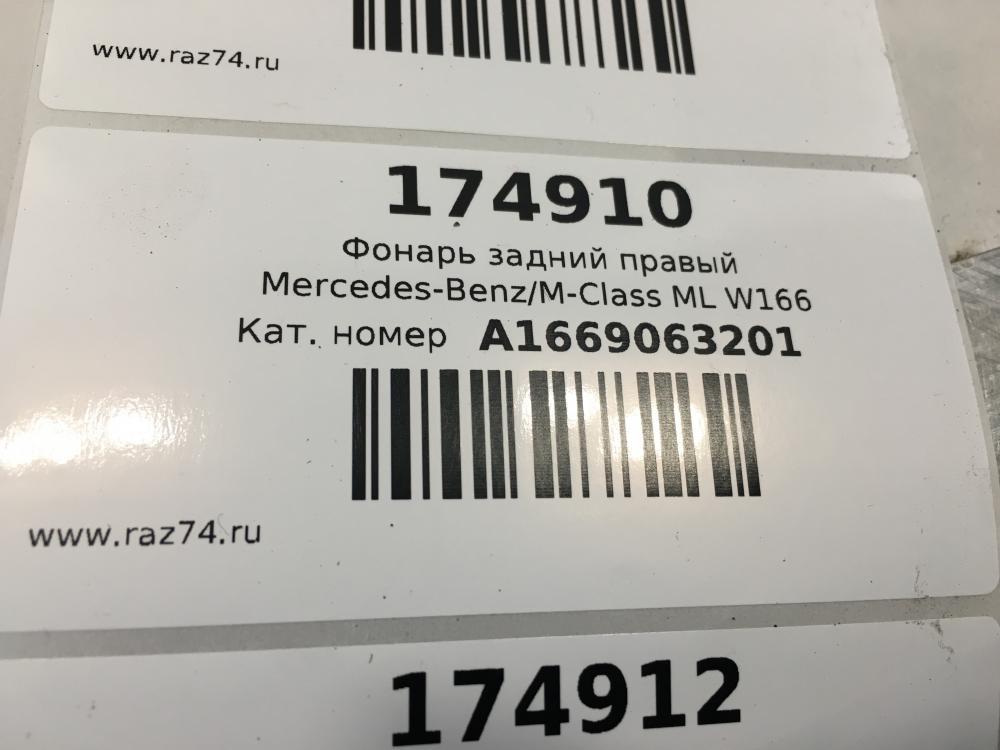 www.raz74.ru
174910
Фонарь задний правый
Mercedes-Benz/M-Class ML W166
Кат. номер A1669063201
www.raz74.ru
174912